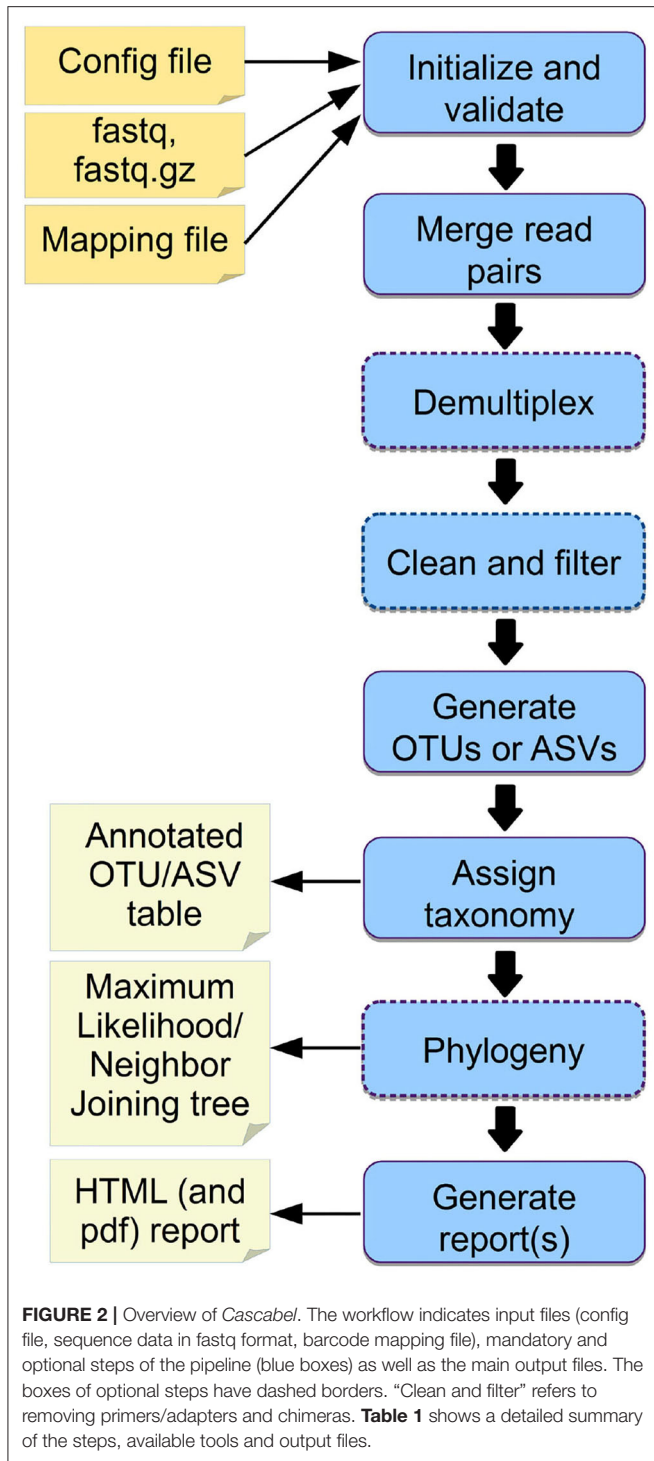 Config file
fastq,
fastq.gz
Mapping file
Initialize and
validate
Merge read
pairs
Demultiplex
Clean and filter
Generate
OTUs or ASVs
Annotated
OTU/ASV
table
Assign
taxonomy
Maximum
Likelihood/
Neighbor
Joining tree
Phylogeny
HTML (and
pdf) report
Generate
report(s)
FIGURE 2 | Overview of Cascabel. The workflow indicates input files (config
file, sequence data in fastq format, barcode mapping file), mandatory and
optional steps of the pipeline (blue boxes) as well as the main output files. The
boxes of optional steps have dashed borders. “Clean and filter” refers to
removing primers/adapters and chimeras. Table 1 shows a detailed summary
of the steps, available tools and output files.